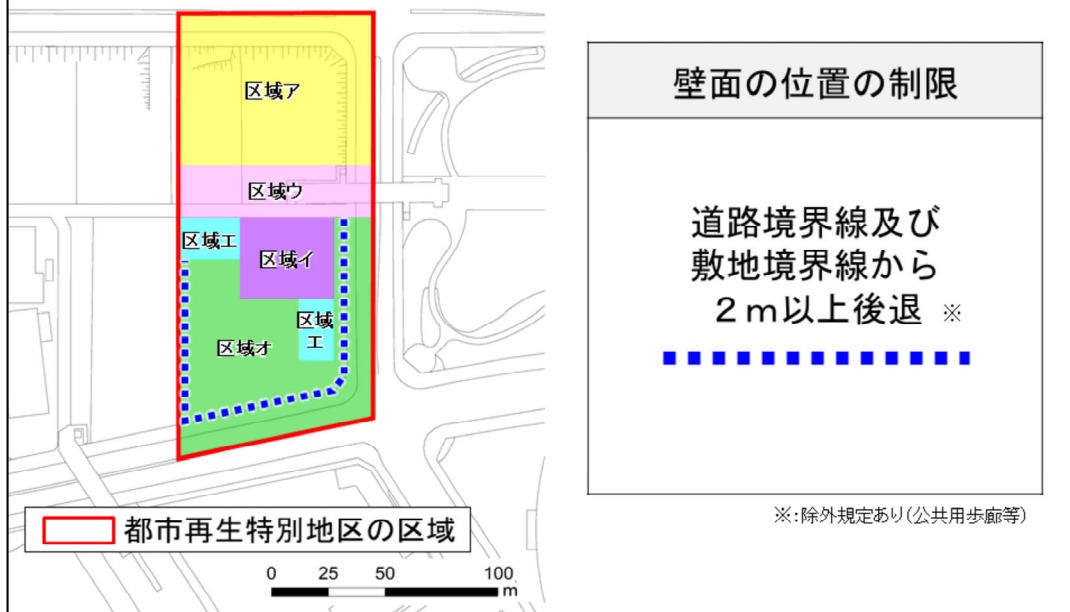 区域ア
区域ウ
区域エ
区域イ
区域
エ
区域オ
都市再生特別地区の区域
0 25 50 100
m
壁面の位置の制限
道路境界線及び
敷地境界線から
２ｍ以上後退 ※
※:除外規定あり(公共用歩廊等)